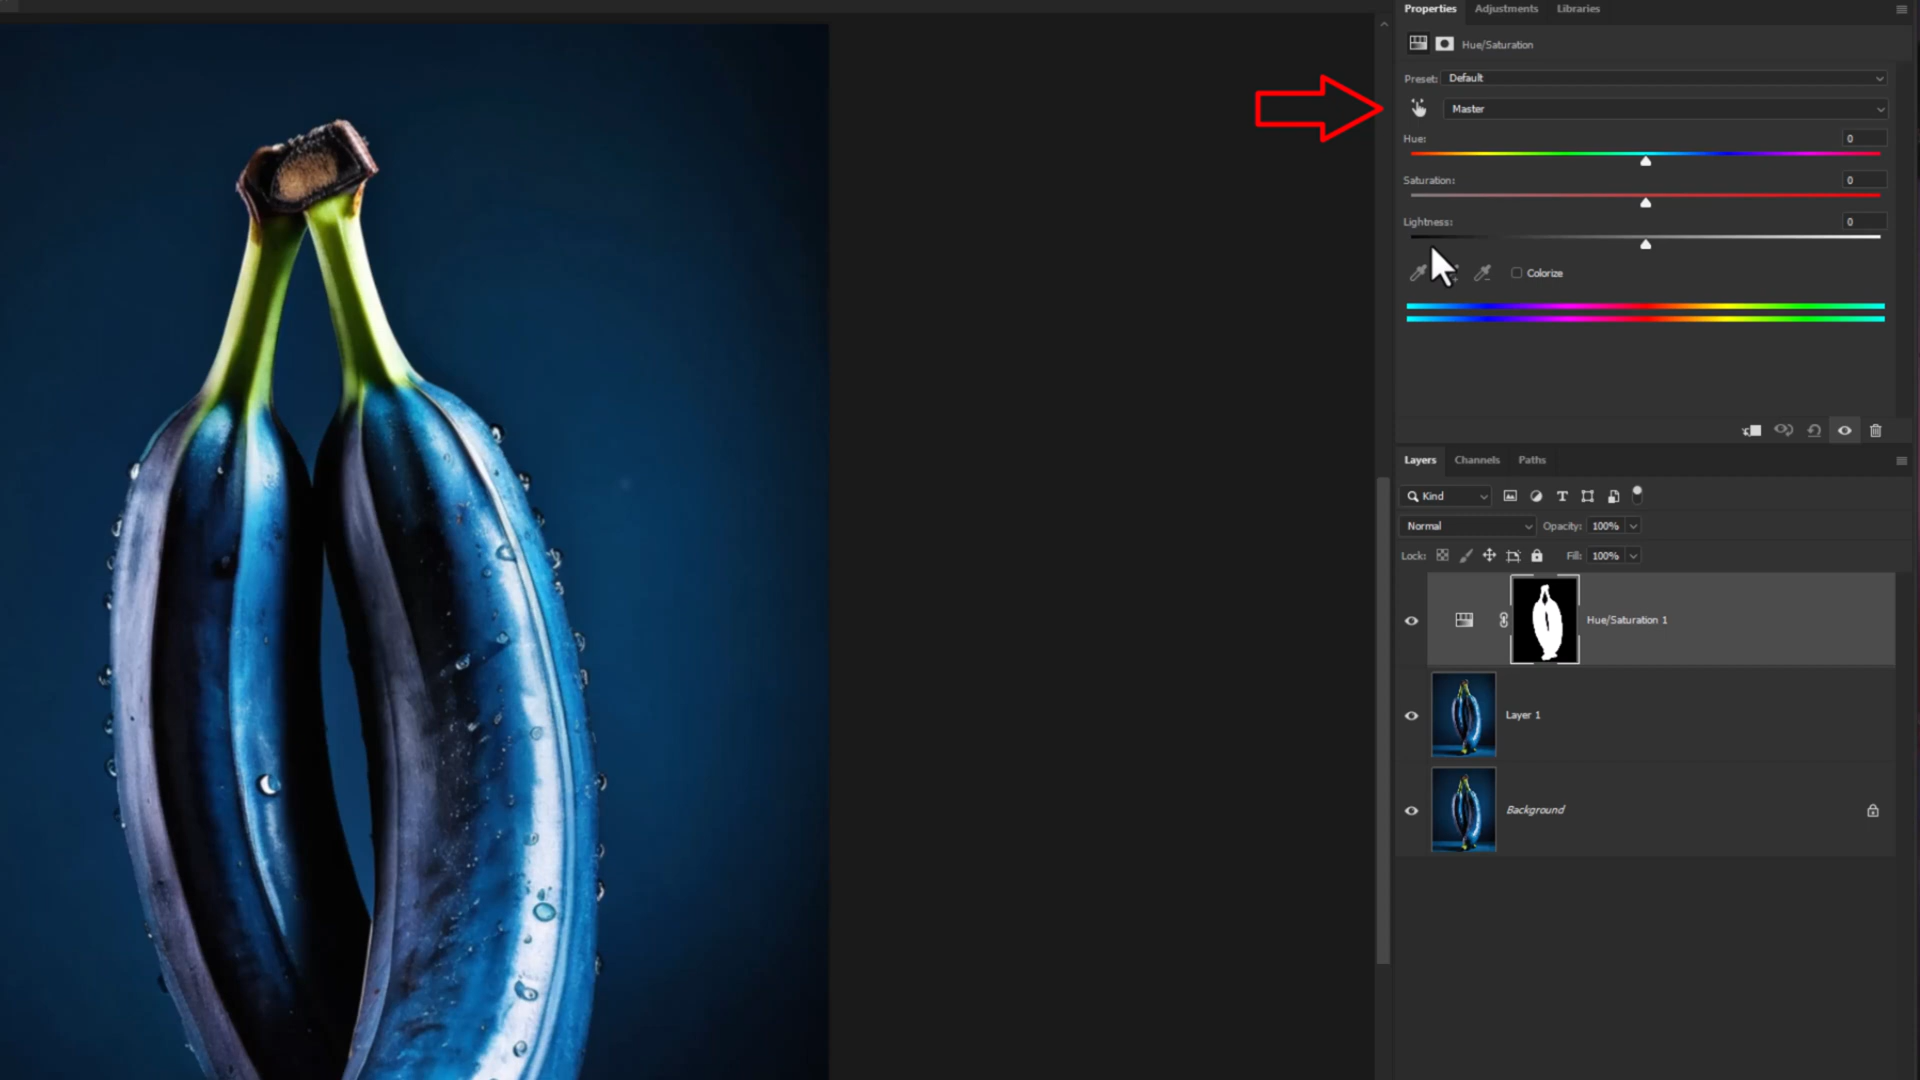 Properties Adjustments Libraries
Hue/Saturation
Preset: Default
Master
Hue: 0
Saturation: 0
Lightness: 0
Colorize
Layers Channels Paths
Kind
Normal Opacity: 100%
Lock: Fill: 100%
Hue/Saturation 1
Layer 1
Background